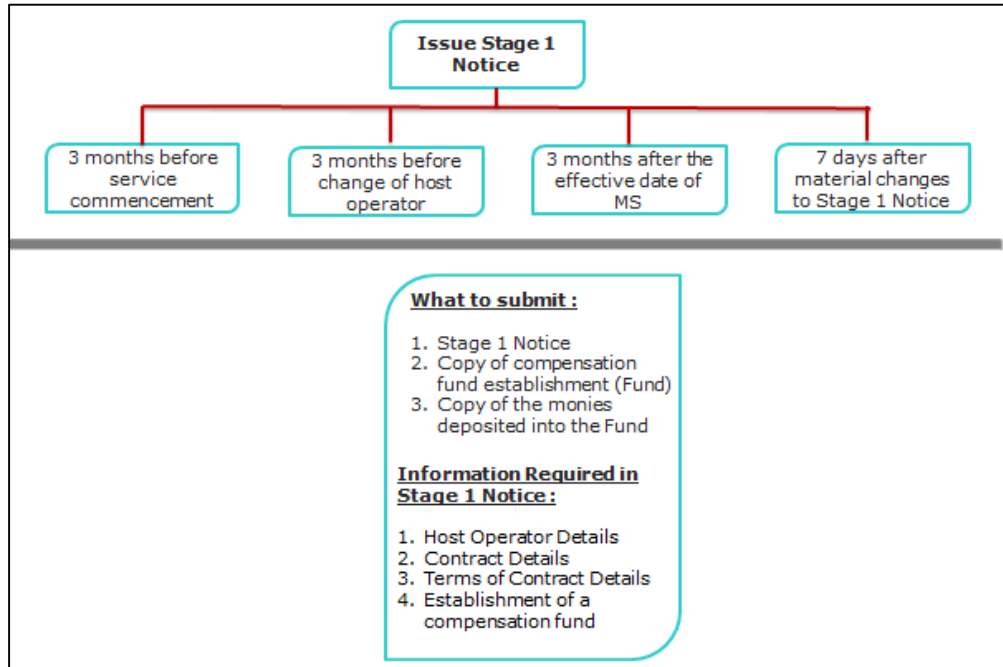 Issue Stage 1
Notice
3 months before
service
commencement
3 months before
change of host
operator
3 months after the
effective date of
MS
7 days after
material changes
to Stage 1 Notice
What to submit :
1. Stage 1 Notice
2. Copy of compensation
fund establishment (Fund)
3. Copy of the monies
deposited into the Fund
Information Required in
Stage 1 Notice :
1. Host Operator Details
2. Contract Details
3. Terms of Contract Details
4. Establishment of a
compensation fund